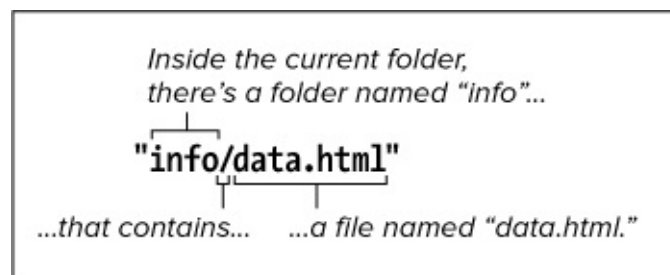 Inside the current folder,
there’s a folder named “info”...
"info/data.html"
...that contains... ...a file named “data.html.”